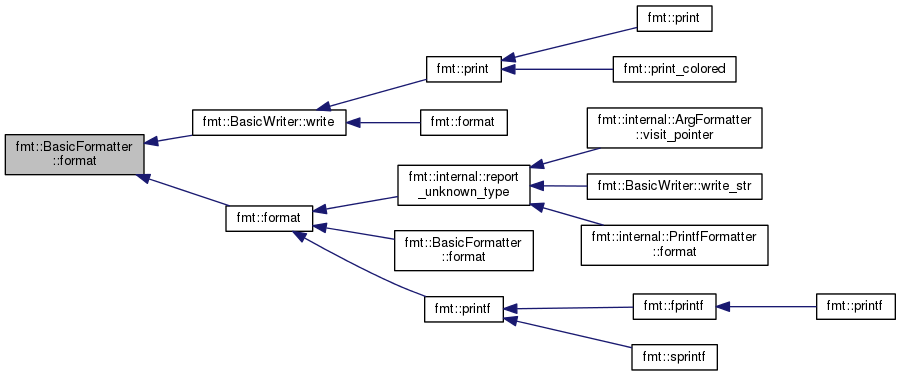 fmt::print
fmt::print
fmt::print_colored
fmt::BasicWriter::write
fmt::format
fmt::internal::ArgFormatter
::visit_pointer
fmt::BasicFormatter
::format
fmt::internal::report
_unknown_type
fmt::BasicWriter::write_str
fmt::format
fmt::internal::PrintfFormatter
::format
fmt::BasicFormatter
::format
fmt::printf
fmt::fprintf
fmt::printf
fmt::sprintf